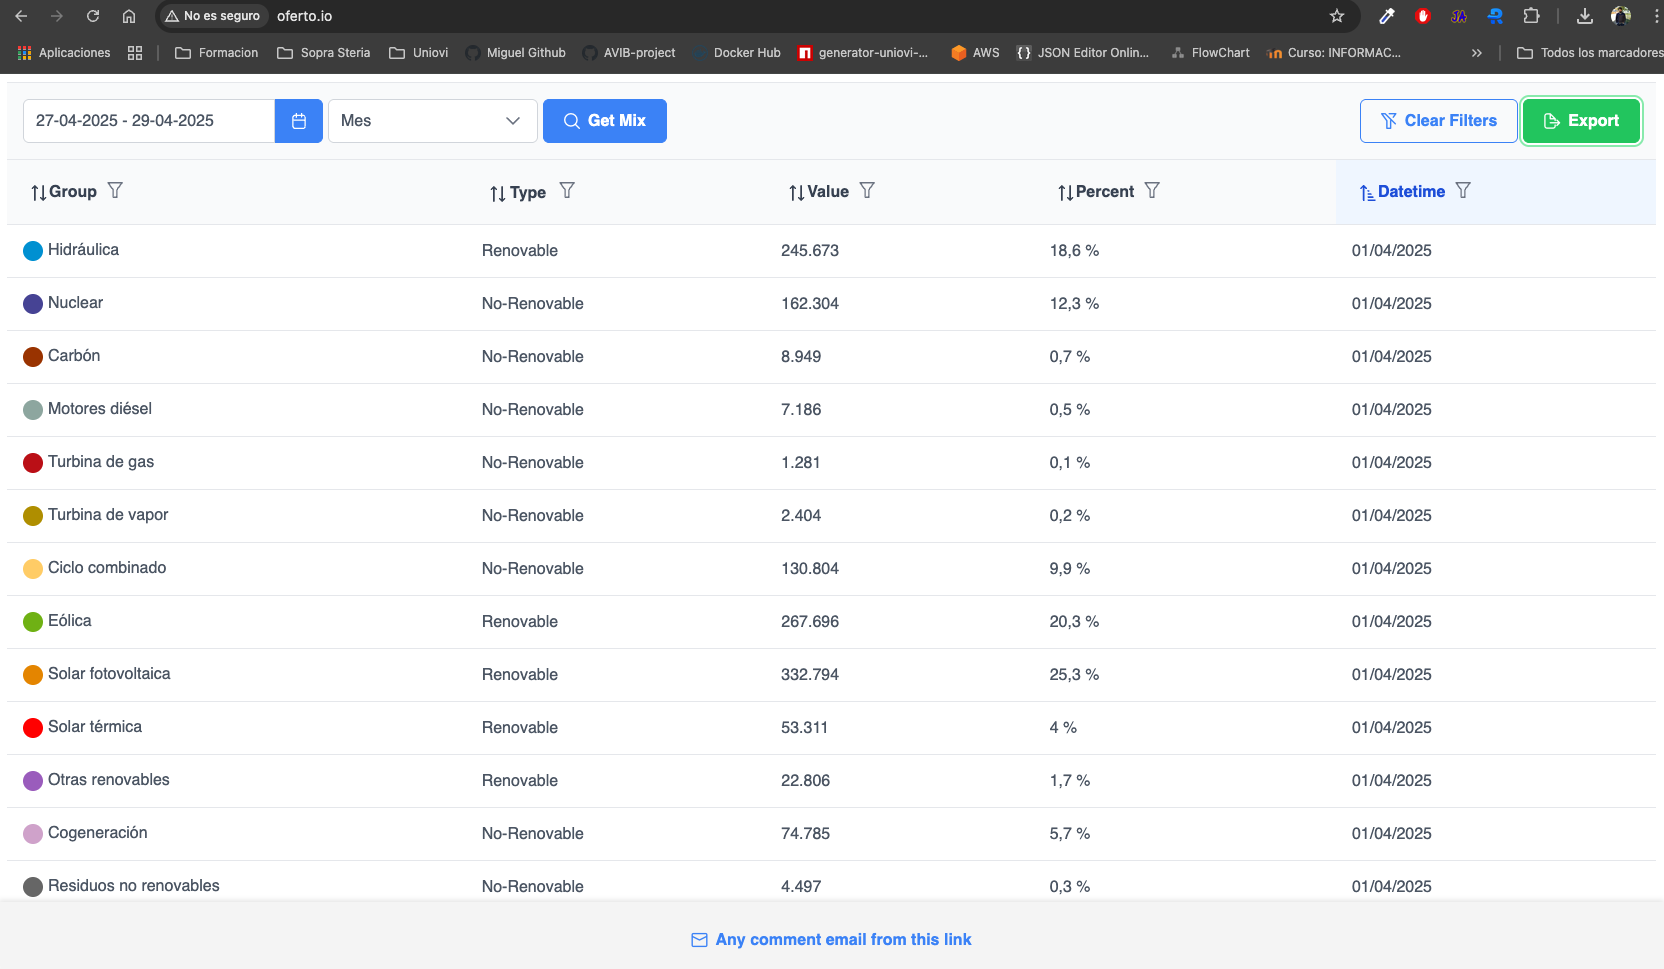 No es seguro oferto.io
Aplicaciones Formacion Sopra Steria Uniovi Miguel Github AVIB-project Docker Hub generator-uniovi-... AWS JSON Editor Onlin... FlowChart Curso: INFORMAC... » Todos los marcadores
27-04-2025 - 29-04-2025 Mes Get Mix Clear Filters Export
Group Type Value Percent Datetime
Hidráulica Renovable 245.673 18,6 % 01/04/2025
Nuclear No-Renovable 162.304 12,3 % 01/04/2025
Carbón No-Renovable 8.949 0,7 % 01/04/2025
Motores diésel No-Renovable 7.186 0,5 % 01/04/2025
Turbina de gas No-Renovable 1.281 0,1 % 01/04/2025
Turbina de vapor No-Renovable 2.404 0,2 % 01/04/2025
Ciclo combinado No-Renovable 130.804 9,9 % 01/04/2025
Eólica Renovable 267.696 20,3 % 01/04/2025
Solar fotovoltaica Renovable 332.794 25,3 % 01/04/2025
Solar térmica Renovable 53.311 4 % 01/04/2025
Otras renovables Renovable 22.806 1,7 % 01/04/2025
Cogeneración No-Renovable 74.785 5,7 % 01/04/2025
Residuos no renovables No-Renovable 4.497 0,3 % 01/04/2025
Any comment email from this link